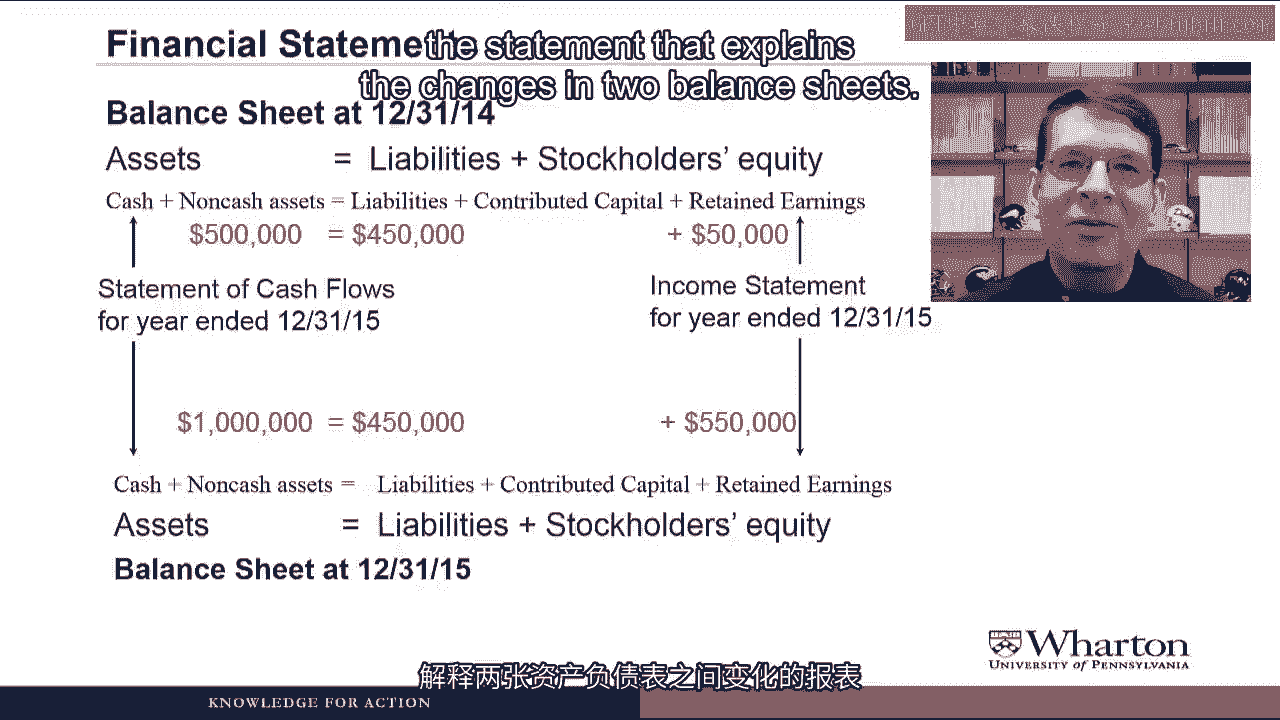 Financial Stateme
the statement that explains
the changes in two balance sheets.
Balance Sheet at 12/31/14
Assets = Liabilities + Stockholders’ equity
Cash + Noncash assets = Liabilities + Contributed Capital + Retained Earnings
$500,000 = $450,000 + $50,000
Statement of Cash Flows
for year ended 12/31/15
Income Statement
for year ended 12/31/15
$1,000,000 = $450,000 + $550,000
Cash + Noncash assets = Liabilities + Contributed Capital + Retained Earnings
Assets = Liabilities + Stockholders’ equity
Balance Sheet at 12/31/15
Wharton
UNIVERSITY of PENNSYLVANIA
解释两张资产负债表之间变化的报表
KNOWLEDGE FOR ACTION